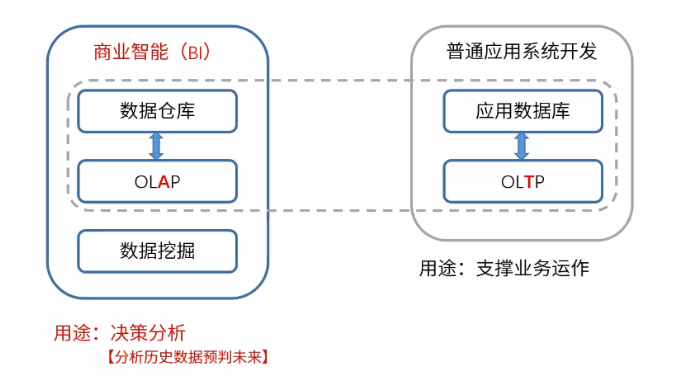 商业智能（BI）
数据仓库
OLAP
数据挖掘
用途：决策分析
【分析历史数据预判未来】
普通应用系统开发
应用数据库
OLTP
用途：支撑业务运作